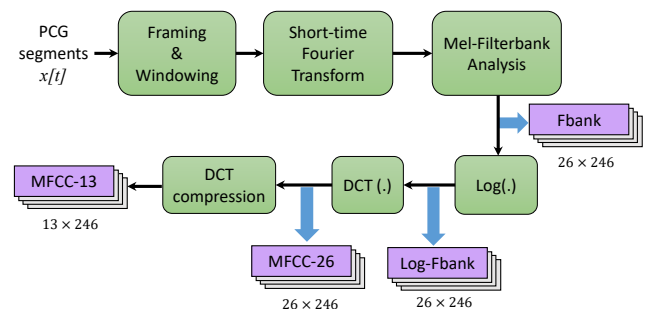 PCG
segments
x[t]
Framing
&
Windowing
Short-time
Fourier
Transform
Mel-Filterbank
Analysis
Fbank
26 × 246
Log(.)
DCT (.)
DCT
compression
MFCC-13
13 × 246
MFCC-26
26 × 246
Log-Fbank
26 × 246